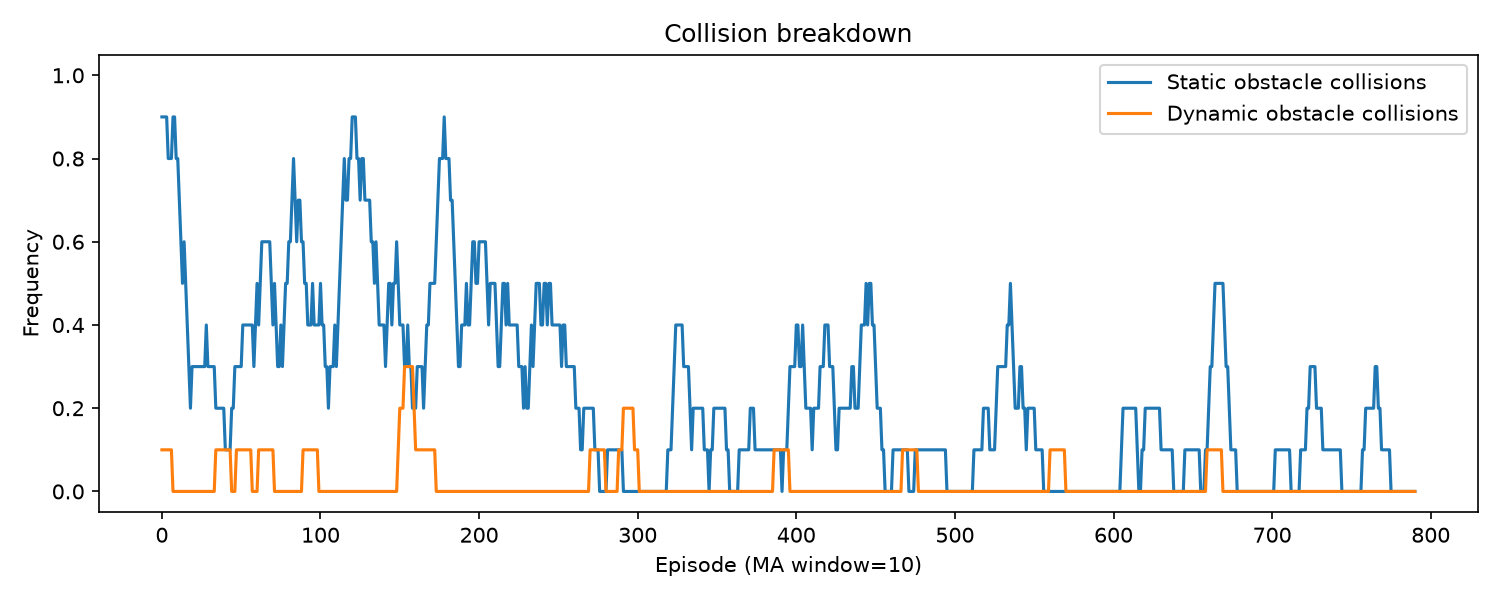 Collision breakdown
Static obstacle collisions
Dynamic obstacle collisions
Frequency
1.0
0.8
0.6
0.4
0.2
0.0
0 100 200 300 400 500 600 700 800
Episode (MA window=10)